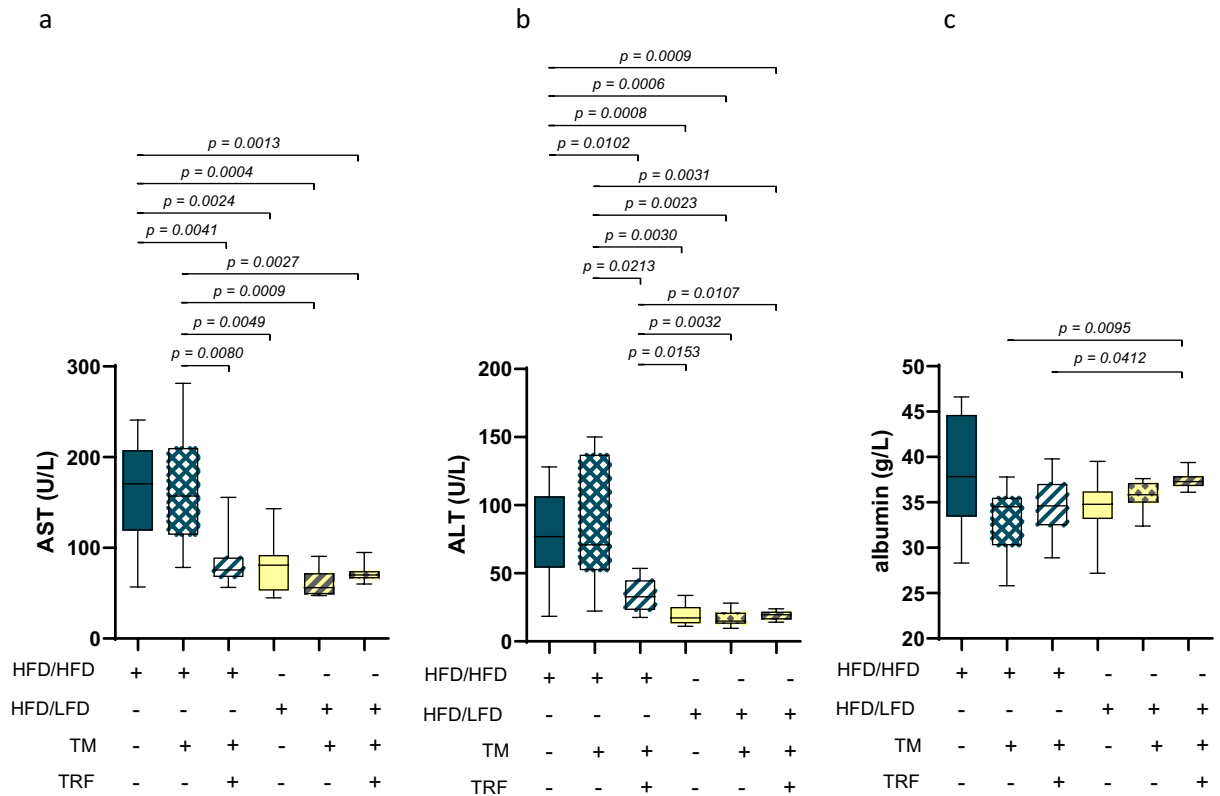 a
p = 0.0013
p = 0.0004
p = 0.0024
p = 0.0041
p = 0.0027
p = 0.0009
p = 0.0049
p = 0.0080
AST (U/L)
300
200
100
0
b
p = 0.0009
p = 0.0006
p = 0.0008
p = 0.0102
p = 0.0031
p = 0.0023
p = 0.0030
p = 0.0213
p = 0.0107
p = 0.0032
p = 0.0153
ALT (U/L)
200
150
100
50
0
c
p = 0.0095
p = 0.0412
albumin (g/L)
50
45
40
35
30
25
20
HFD/HFD + + + - - -
HFD/LFD - - - + + +
TM - + + - + +
TRF - - + - - +
HFD/HFD + + + - - -
HFD/LFD - - - + + +
TM - + + - + +
TRF - - + - - +
HFD/HFD + + + - - -
HFD/LFD - - - + + +
TM - + + - + +
TRF - - + - - +